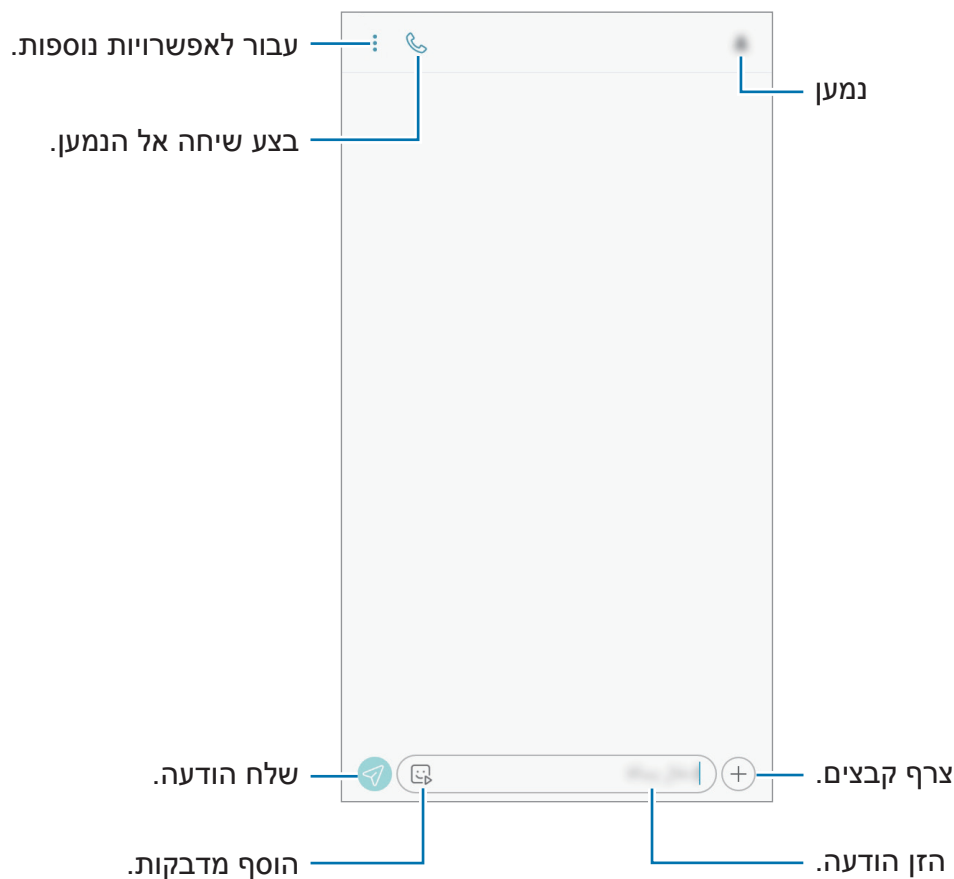 עבור לאפשרויות נוספות.
נמען
בצע שיחה אל הנמען.
צרף קבצים.
שלח הודעה.
הזן הודעה.
הוסף מדבקות.